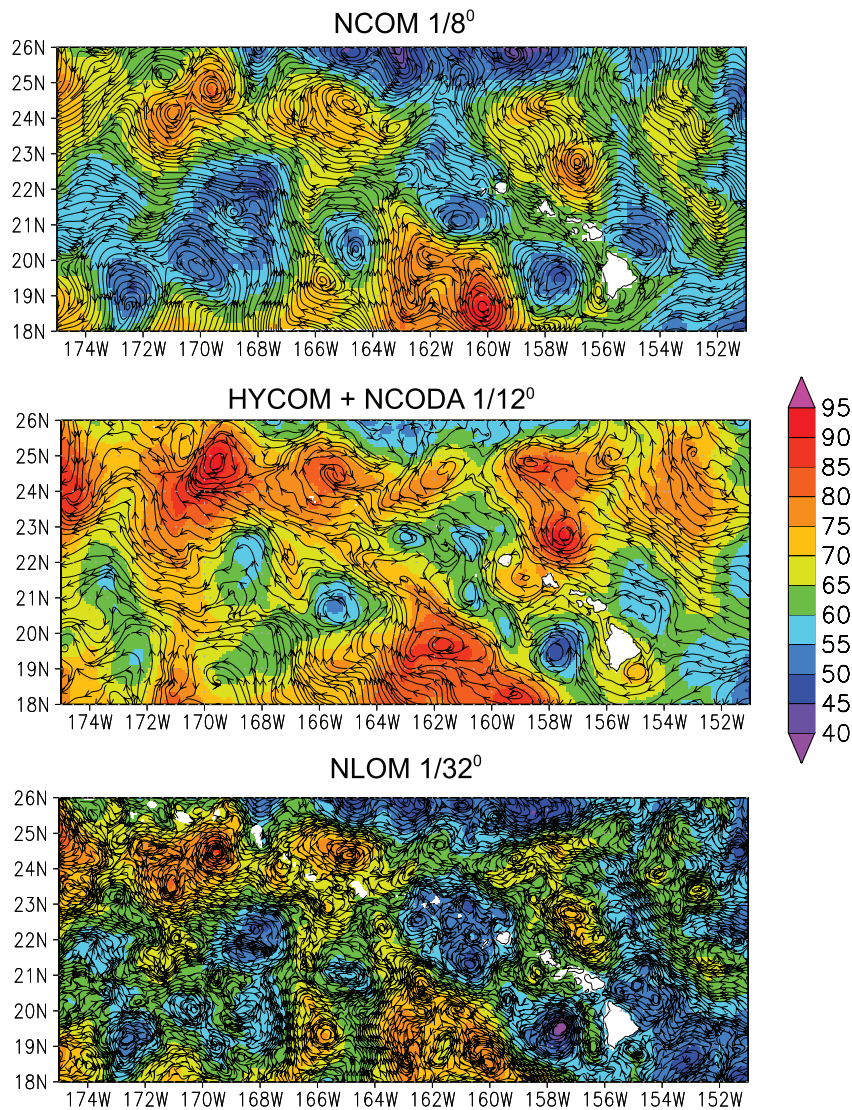 NCOM 1/8⁰
26N
25N
24N
23N
22N
21N
20N
19N
18N
174W 172W 170W 168W 166W 164W 162W 160W 158W 156W 154W 152W
HYCOM + NCODA 1/12⁰
26N
25N
24N
23N
22N
21N
20N
19N
18N
174W 172W 170W 168W 166W 164W 162W 160W 158W 156W 154W 152W
95
90
85
80
75
70
65
60
55
50
45
40
NLOM 1/32⁰
26N
25N
24N
23N
22N
21N
20N
19N
18N
174W 172W 170W 168W 166W 164W 162W 160W 158W 156W 154W 152W